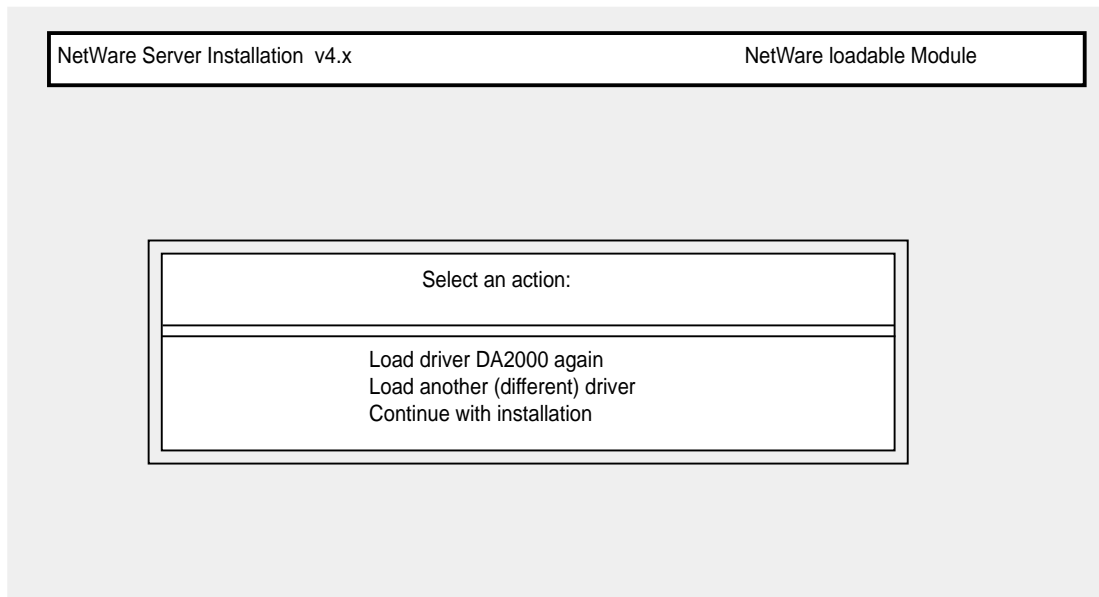 NetWare Server Installation v4.x NetWare loadable Module
Select an action:
Load driver DA2000 again
Load another (different) driver
Continue with installation